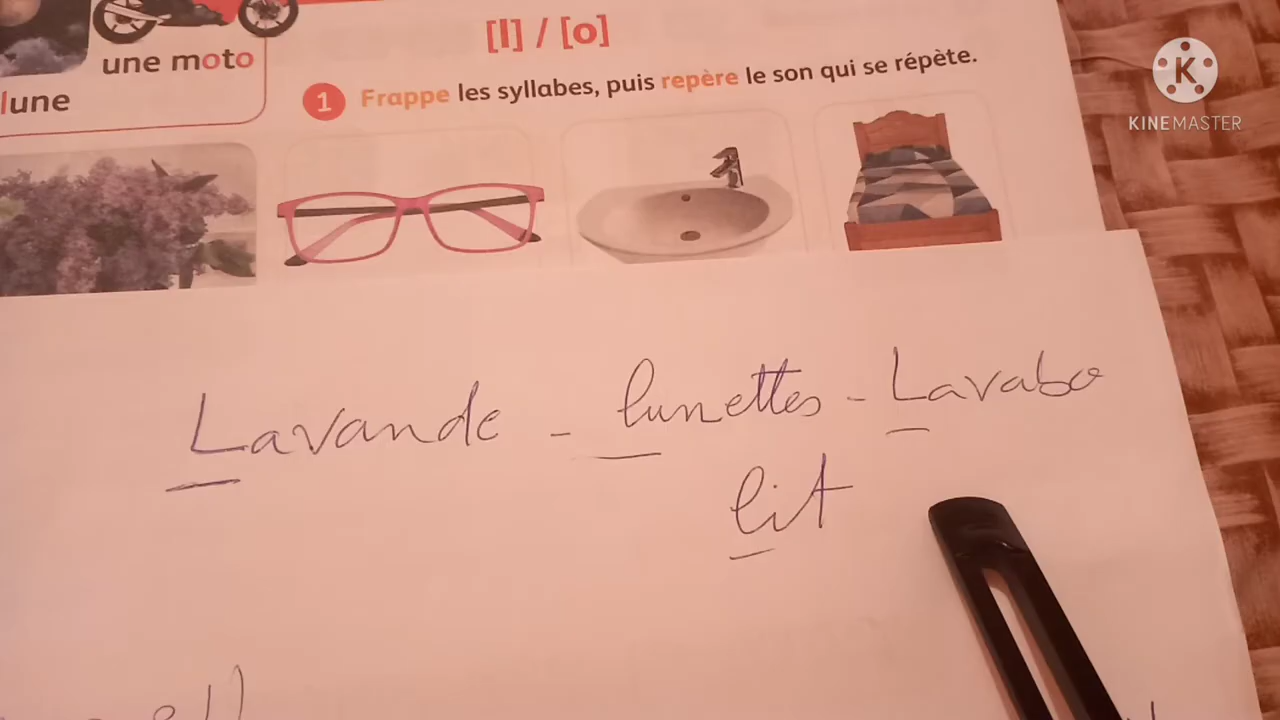 [l] / [o]
une moto
lune
1 Frappe les syllabes, puis repère le son qui se répète.
KINEMASTER
Lavande - lunettes - Lavabo
lit